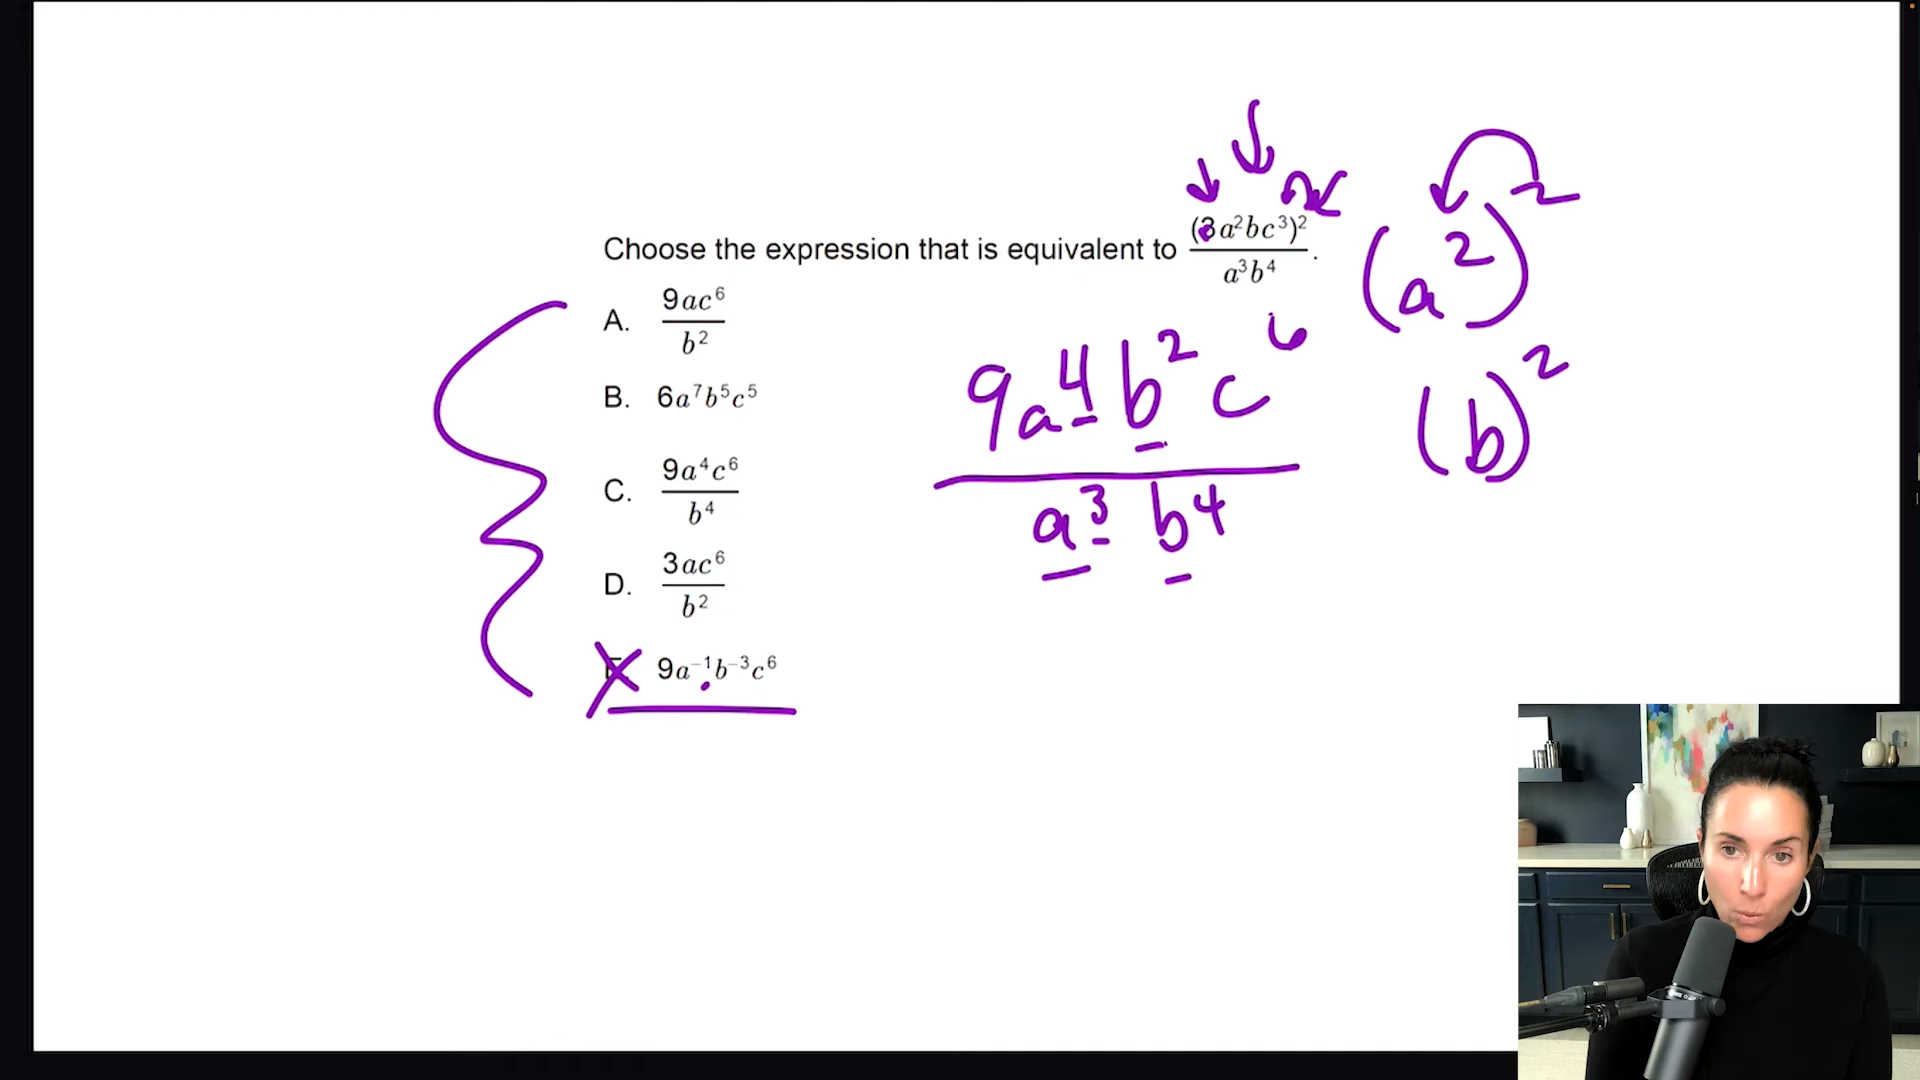 Choose the expression that is equivalent to (3a²bc³)² / a³b⁴ .
A. 9ac⁶ / b²
B. 6a⁷b⁵c⁵
C. 9a⁴c⁶ / b⁴
D. 3ac⁶ / b²
E. 9a⁻¹b⁻³c⁶
9a⁴b²c⁶ / a³b⁴
(a²)²
(b)²